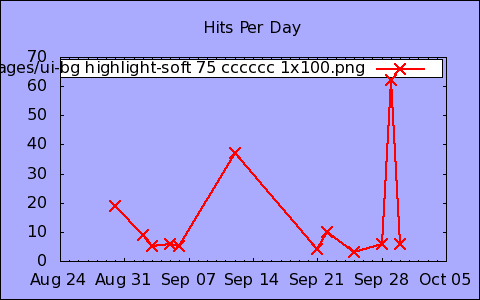 Hits Per Day
70
ages/ui-bg highlight-soft 75 cccccc 1x100.png
60
50
40
30
20
10
0
Aug 24 Aug 31 Sep 07 Sep 14 Sep 21 Sep 28 Oct 05